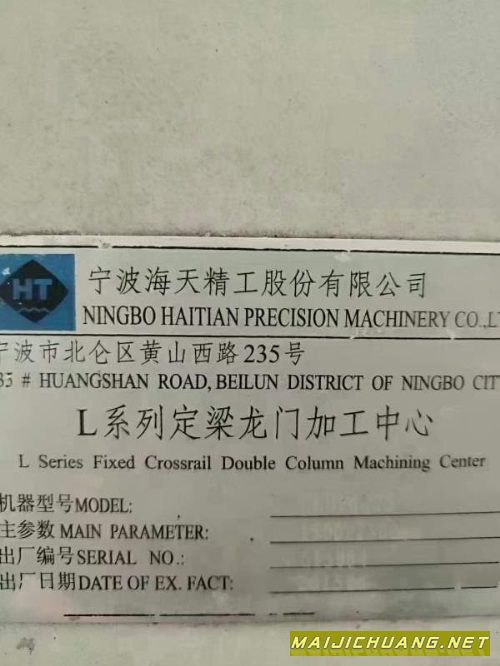 HT
宁波海天精工股份有限公司
NINGBO HAITIAN PRECISION MACHINERY CO.,LT
宁波市北仑区黄山西路235号
35 # HUANGSHAN ROAD, BEILUN DISTRICT OF NINGBO CITY
L系列定梁龙门加工中心
L Series Fixed Crossrail Double Column Machining Center
机器型号MODEL:
主参数 MAIN PARAMETER:
出厂编号SERIAL NO.:
出厂日期DATE OF EX. FACT:
MAIJICHUANG.NET